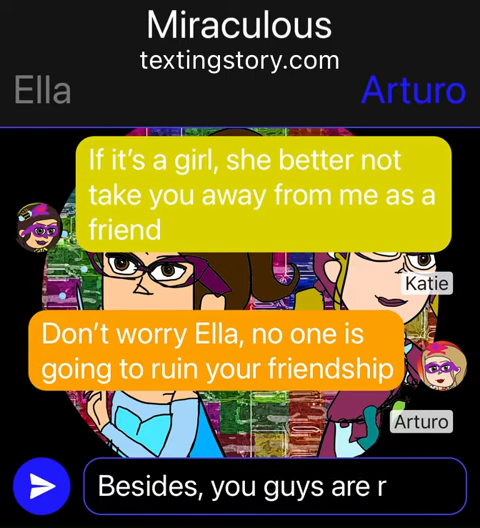 Miraculous
textingstory.com
Ella
Arturo
If it's a girl, she better not
take you away from me as a
friend
Katie
Don't worry Ella, no one is
going to ruin your friendship
Arturo
Besides, you guys are r